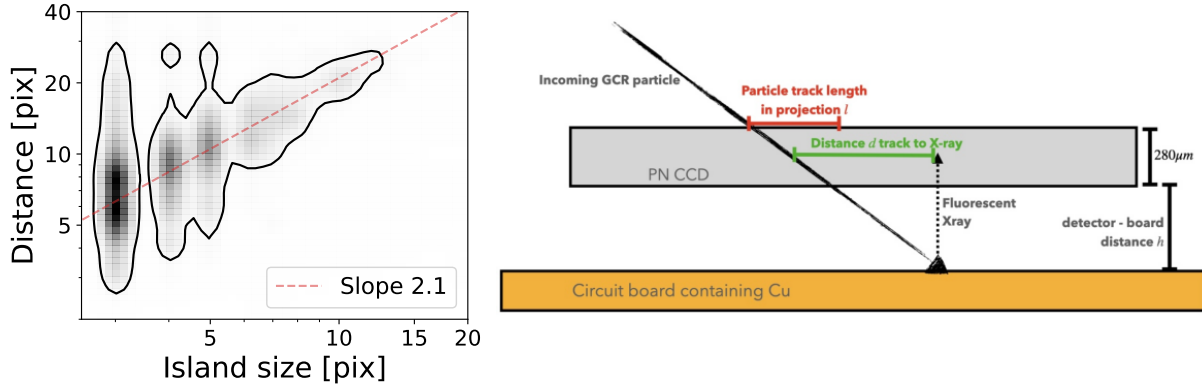 Distance [pix]
40
20
10
5
5
10
15
20
Island size [pix]
Slope 2.1
Incoming GCR particle
Particle track length
in projection l
Distance d track to X-ray
PN CCD
280μm
Fluorescent
Xray
detector - board
distance h
Circuit board containing Cu